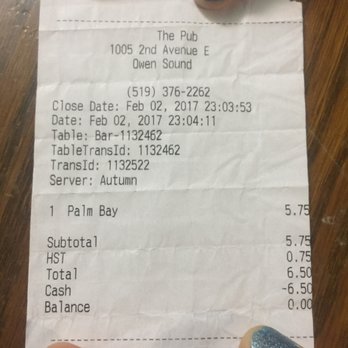 The Pub
1005 2nd Avenue E
Owen Sound
(519) 376-2262
Close Date: Feb 02, 2017 23:03:53
Date: Feb 02, 2017 23:04:11
Table: Bar-1132462
TableTransId: 1132462
TransId: 1132522
Server: Autumn
1 Palm Bay 5.75
Subtotal 5.75
HST 0.75
Total 6.50
Cash -6.50
Balance 0.00